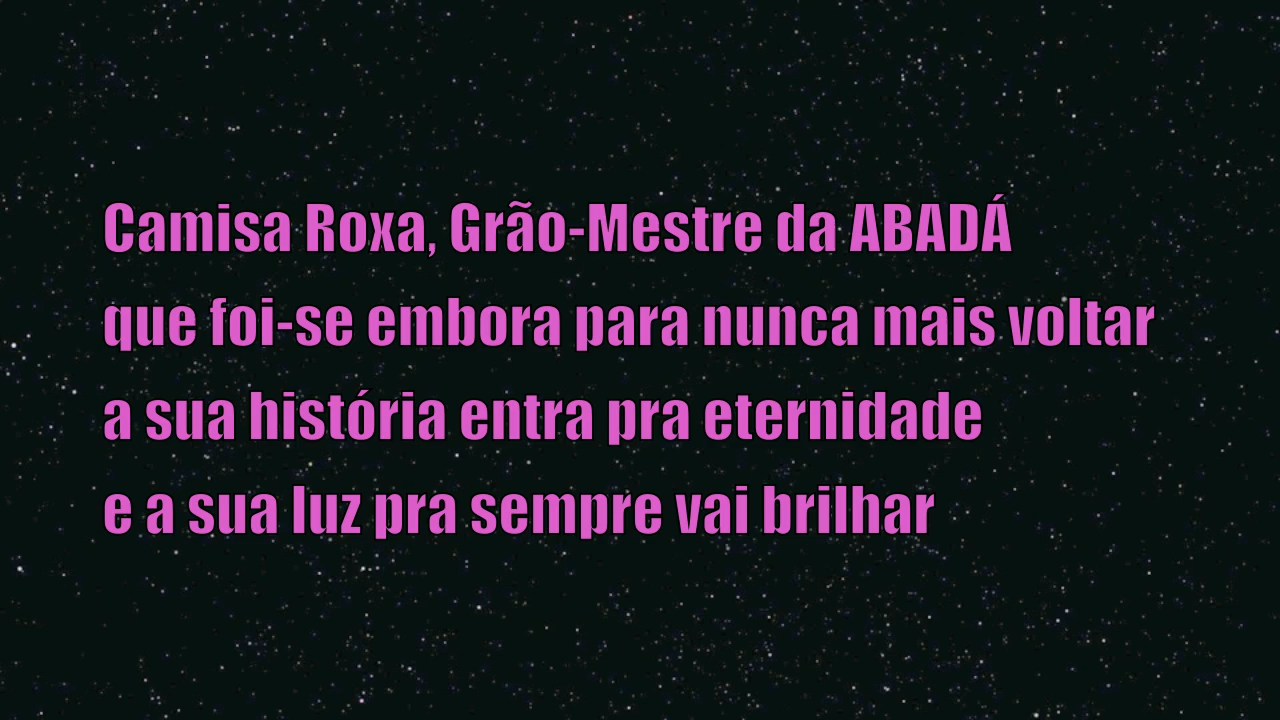 Camisa Roxa, Grão-Mestre da ABADÁ
que foi-se embora para nunca mais voltar
a sua história entra pra eternidade
e a sua luz pra sempre vai brilhar